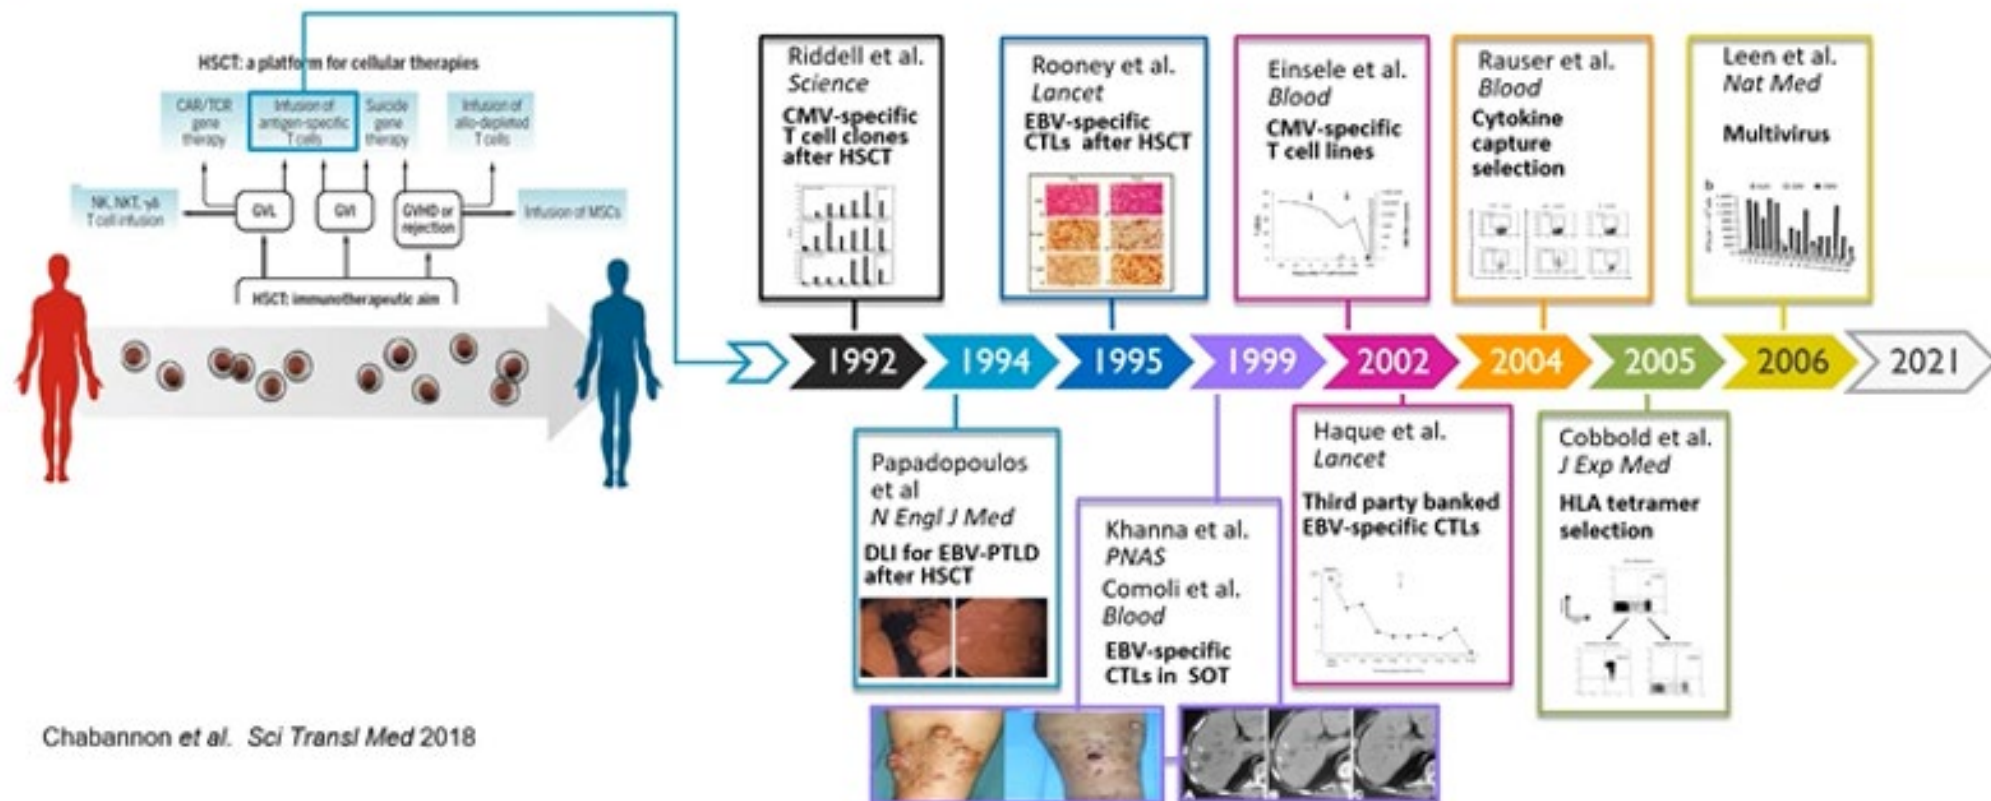 HSCT: a platform for cellular therapies
CAR/TCR
gene
therapy
Infusion of
antigen-specific
T cells
Suicide
gene
therapy
Infusion of
allo-depleted
T cells
NK, NKT, γδ
T cell infusion
GVL
GVI
GVHD or
rejection
Infusion of MSCs
HSCT: immunotherapeutic aim
Riddell et al.
Science
CMV-specific
T cell clones
after HSCT
Rooney et al.
Lancet
EBV-specific
CTLs after HSCT
Einsele et al.
Blood
CMV-specific
T cell lines
Rauser et al.
Blood
Cytokine
capture
selection
Leen et al.
Nat Med
Multivirus
b
1992
1994
1995
1999
2002
2004
2005
2006
2021
Papadopoulos
et al
N Engl J Med
DLI for EBV-PTLD
after HSCT
Khanna et al.
PNAS
Comoli et al.
Blood
EBV-specific
CTLs in SOT
Haque et al.
Lancet
Third party banked
EBV-specific CTLs
Cobbold et al.
J Exp Med
HLA tetramer
selection
A
Chabannon et al. Sci Transl Med 2018